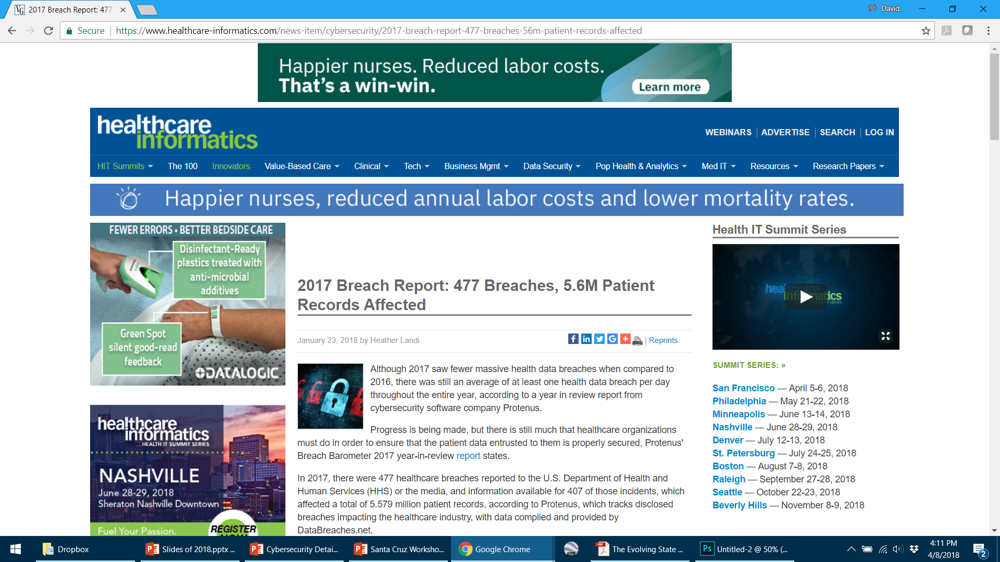 VG 2017 Breach Report: 477
David
Secure https://www.healthcare-informatics.com/news-item/cybersecurity/2017-breach-report-477-breaches-56m-patient-records-affected
Happier nurses. Reduced labor costs.
That's a win-win.
Learn more
healthcare
informatics
WEBINARS ADVERTISE SEARCH LOG IN
HIT Summits The 100 Innovators Value-Based Care Clinical Tech Business Mgmt Data Security Pop Health & Analytics Med IT Resources Research Papers
Happier nurses, reduced annual labor costs and lower mortality rates.
FEWER ERRORS • BETTER BEDSIDE CARE
Disinfectant-Ready
plastics treated with
anti-microbial
additives
Green Spot
silent good-read
feedback
DATALOGIC
healthcare
informatics
HEALTH IT SUMMIT SERIES
NASHVILLE
June 28-29, 2018
Sheraton Nashville Downtown
Fuel Your Passion.
REGISTER
NOW
2017 Breach Report: 477 Breaches, 5.6M Patient
Records Affected
January 23, 2018 by Heather Landi
| Reprints
Although 2017 saw fewer massive health data breaches when compared to
2016, there was still an average of at least one health data breach per day
throughout the entire year, according to a year in review report from
cybersecurity software company Protenus.
Progress is being made, but there is still much that healthcare organizations
must do in order to ensure that the patient data entrusted to them is properly secured, Protenus'
Breach Barometer 2017 year-in-review report states.
In 2017, there were 477 healthcare breaches reported to the U.S. Department of Health and
Human Services (HHS) or the media, and information available for 407 of those incidents, which
affected a total of 5.579 million patient records, according to Protenus, which tracks disclosed
breaches impacting the healthcare industry, with data compiled and provided by
DataBreaches.net.
Health IT Summit Series
healthcare
informatics
SUMMIT SERIES: »
San Francisco — April 5-6, 2018
Philadelphia — May 21-22, 2018
Minneapolis — June 13-14, 2018
Nashville — June 28-29, 2018
Denver — July 12-13, 2018
St. Petersburg — July 24-25, 2018
Boston — August 7-8, 2018
Raleigh — September 27-28, 2018
Seattle — October 22-23, 2018
Beverly Hills — November 8-9, 2018
Dropbox
Slides of 2018.pptx ...
Cybersecurity Detai...
Santa Cruz Worksho...
Google Chrome
Pro
PDF The Evolving State ...
Ps Untitled-2 @ 50% (...
4:11 PM
4/8/2018
2